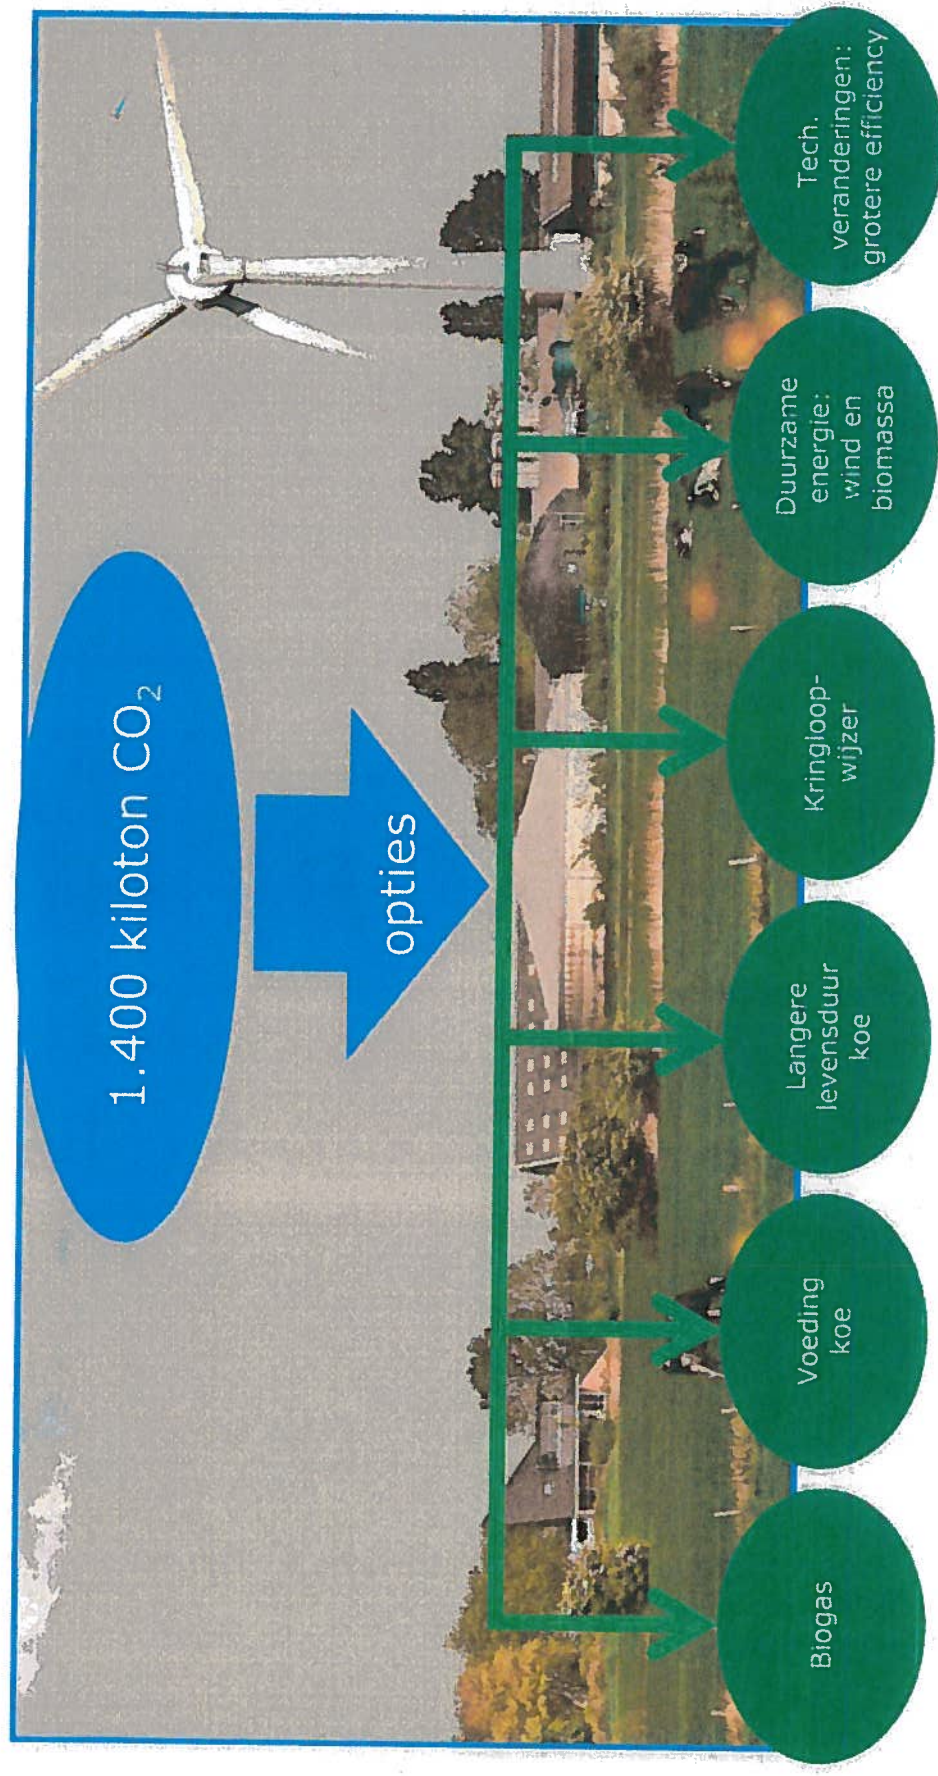 1.400 kiloton CO₂
opties
Biogas
Voeding
koe
Langere
levensduur
koe
Kringloop-
wijzer
Duurzame
energie:
wind en
biomassa
Tech.
veranderingen:
grotere efficiency